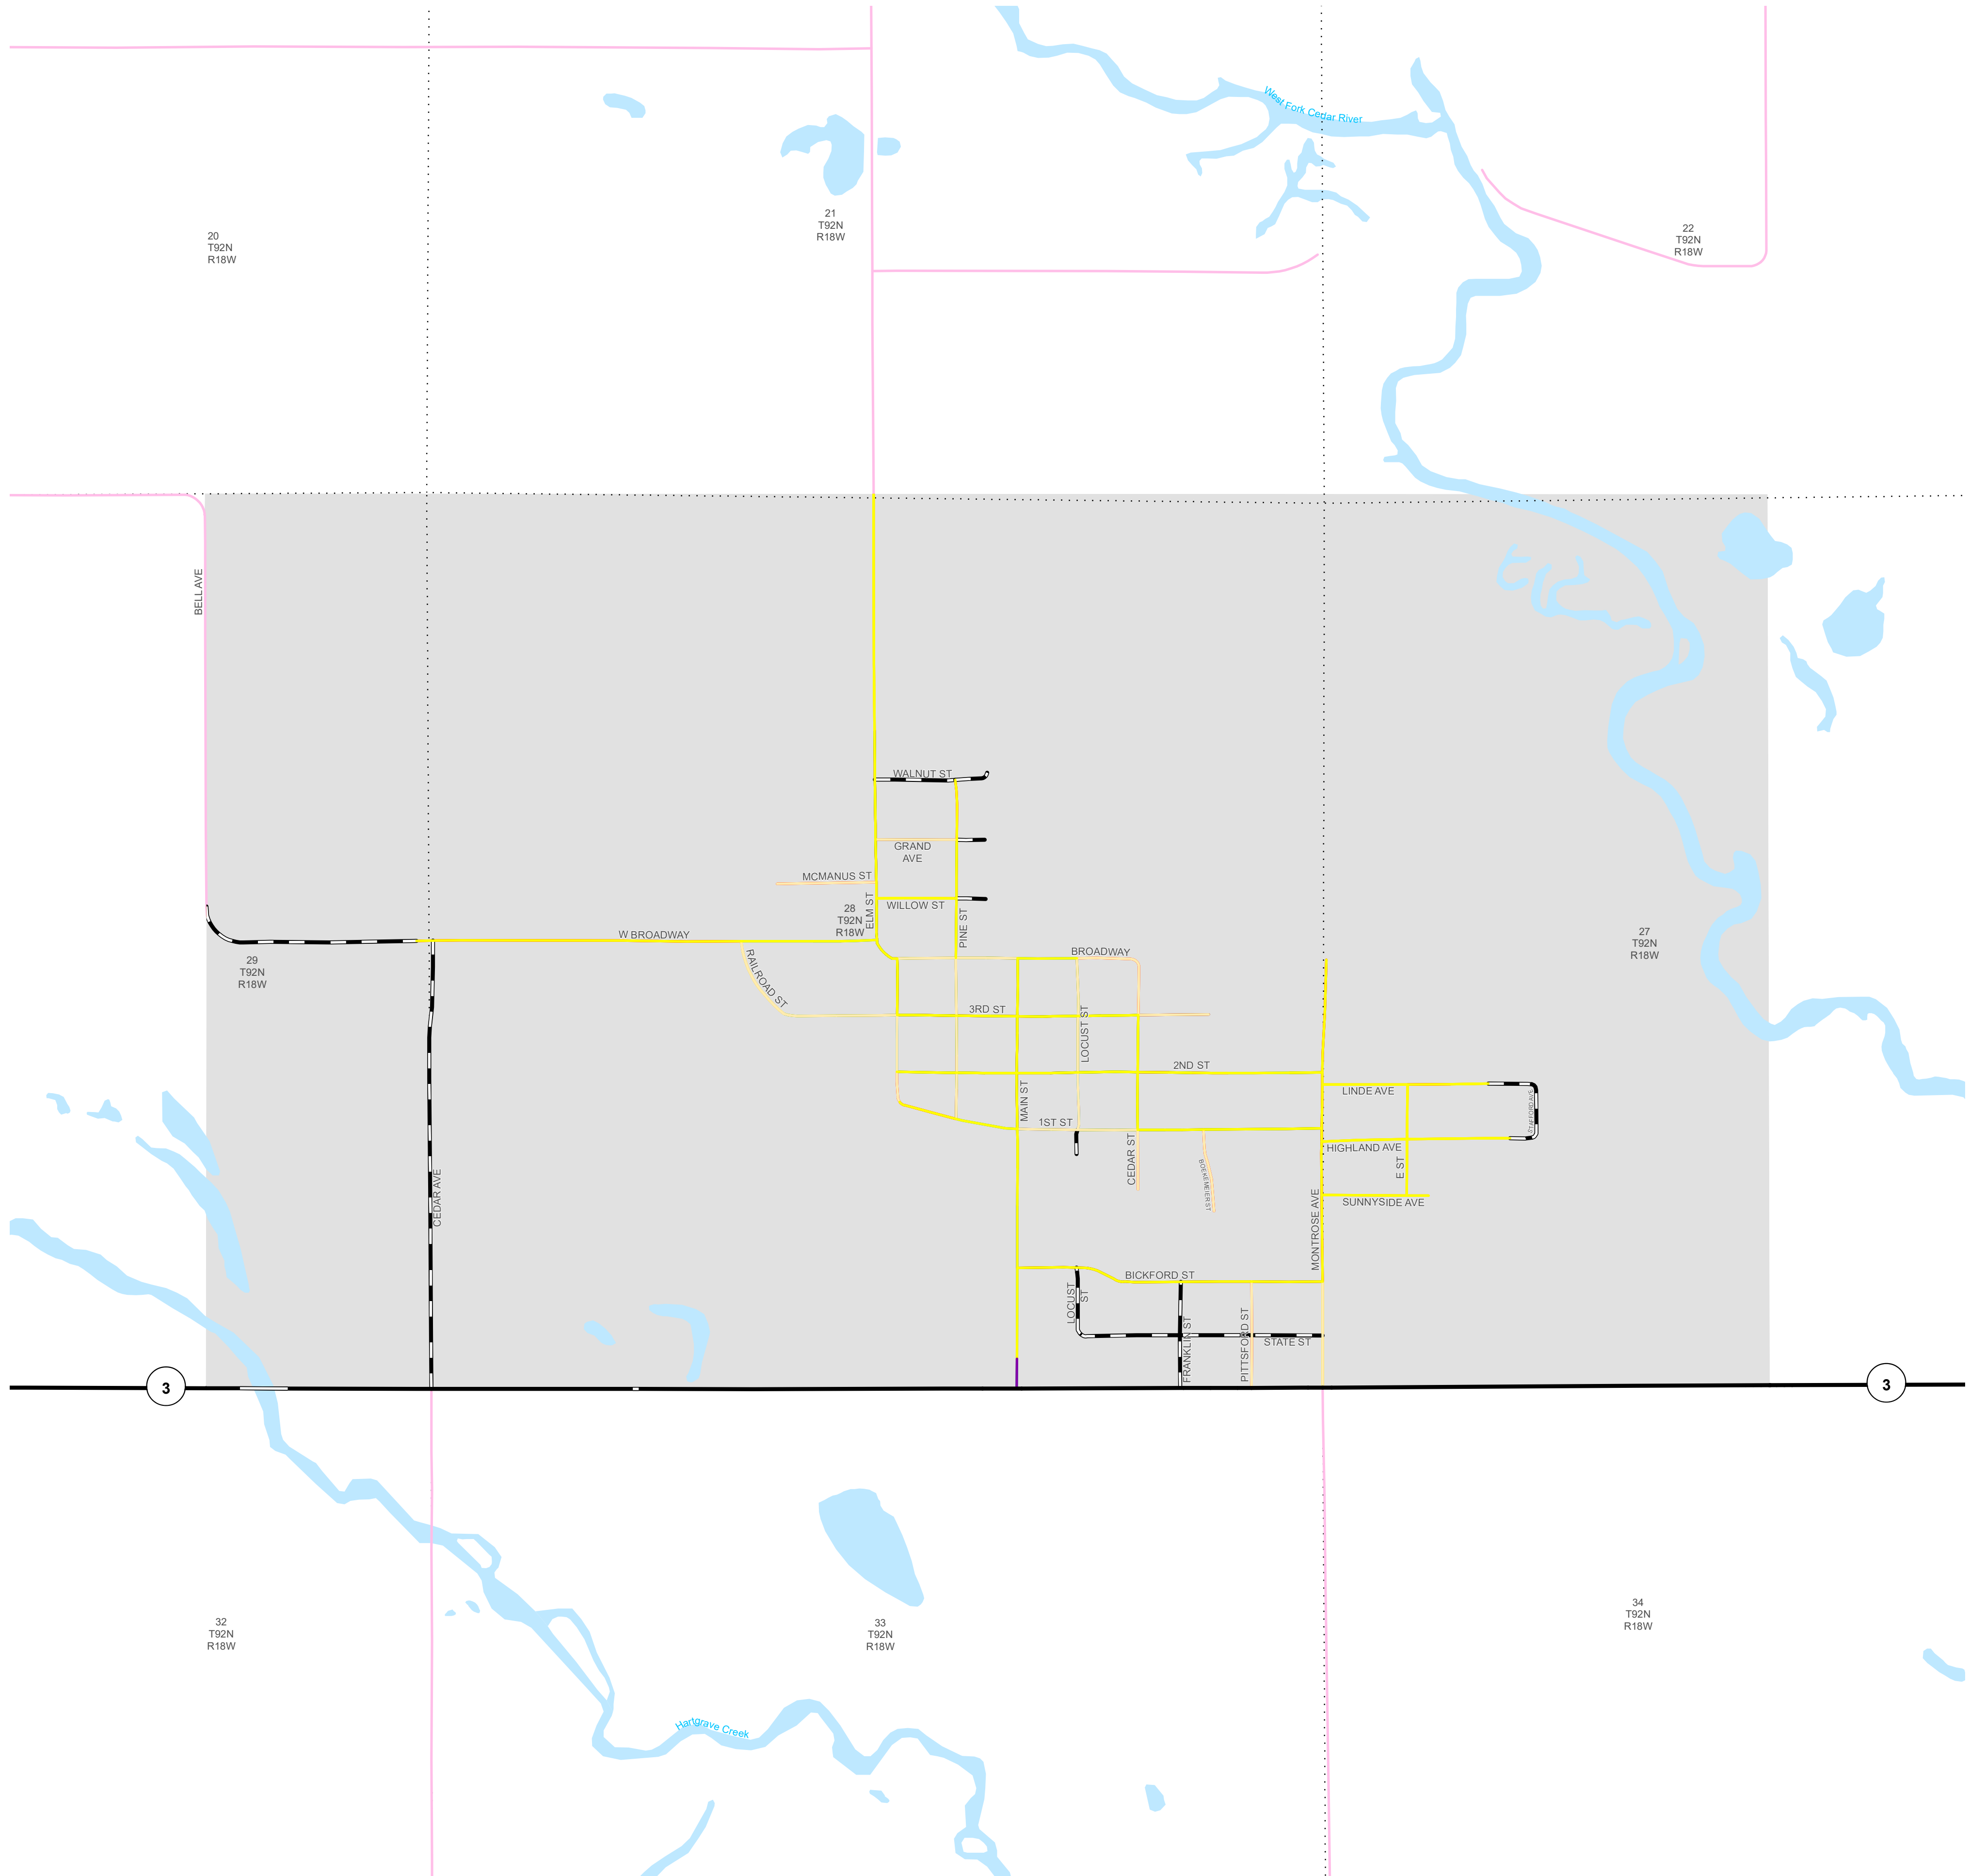 West Fork Cedar River
20
T92N
R18W
21
T92N
R18W
22
T92N
R18W
BELL AVE
WALNUT ST
GRAND
AVE
MCMANUS ST
WILLOW ST
ELM ST
PINE ST
28
T92N
R18W
W BROADWAY
BROADWAY
27
T92N
R18W
29
T92N
R18W
RAILROAD ST
3RD ST
LOCUST ST
2ND ST
MAIN ST
LINDE AVE
STAFFORD AVE
1ST ST
HIGHLAND AVE
CEDAR ST
BOEKEMEIER ST
E ST
CEDAR AVE
SUNNYSIDE AVE
MONTROSE AVE
BICKFORD ST
LOCUST
ST
FRANKLIN ST
PITTSFORD ST
STATE ST
3
3
32
T92N
R18W
33
T92N
R18W
34
T92N
R18W
Hartgrave Creek